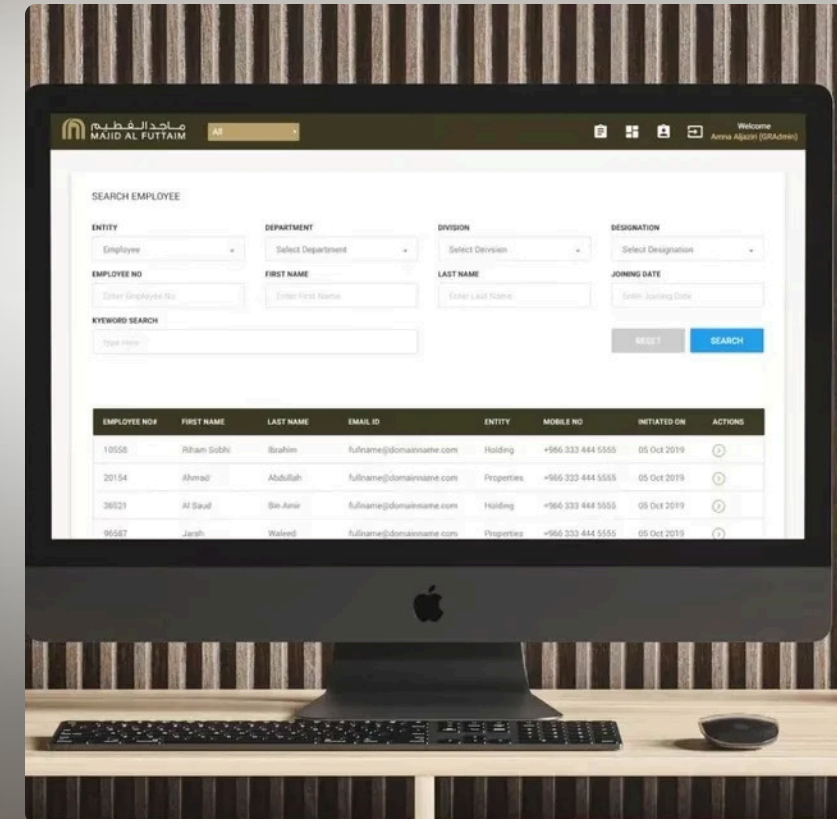 ماجد الفطيم
MAJID AL FUTTAIM
All
Welcome
Amna Aljaziri (GRAdmin)
SEARCH EMPLOYEE
ENTITY DEPARTMENT DIVISION DESIGNATION
Employee Select Department Select Deivsion Select Designation
EMPLOYEE NO FIRST NAME LAST NAME JOINING DATE
Enter Employee No Enter First Name Enter Last Name Enter Joining Date
KYEWORD SEARCH
Type Here RESET SEARCH
EMPLOYEE NO# FIRST NAME LAST NAME EMAIL ID ENTITY MOBILE NO INITIATED ON ACTIONS
10558 Riham Sobhi Ibrahim fullname@domainname.com Holding +966 333 444 5555 05 Oct 2019
20154 Ahmad Abdullah fullname@domainname.com Properties +966 333 444 5555 05 Oct 2019
36521 Al Saud Bin Amir fullname@domainname.com Holding +966 333 444 5555 05 Oct 2019
96587 Jarah Waleed fullname@domainname.com Properties +966 333 444 5555 05 Oct 2019